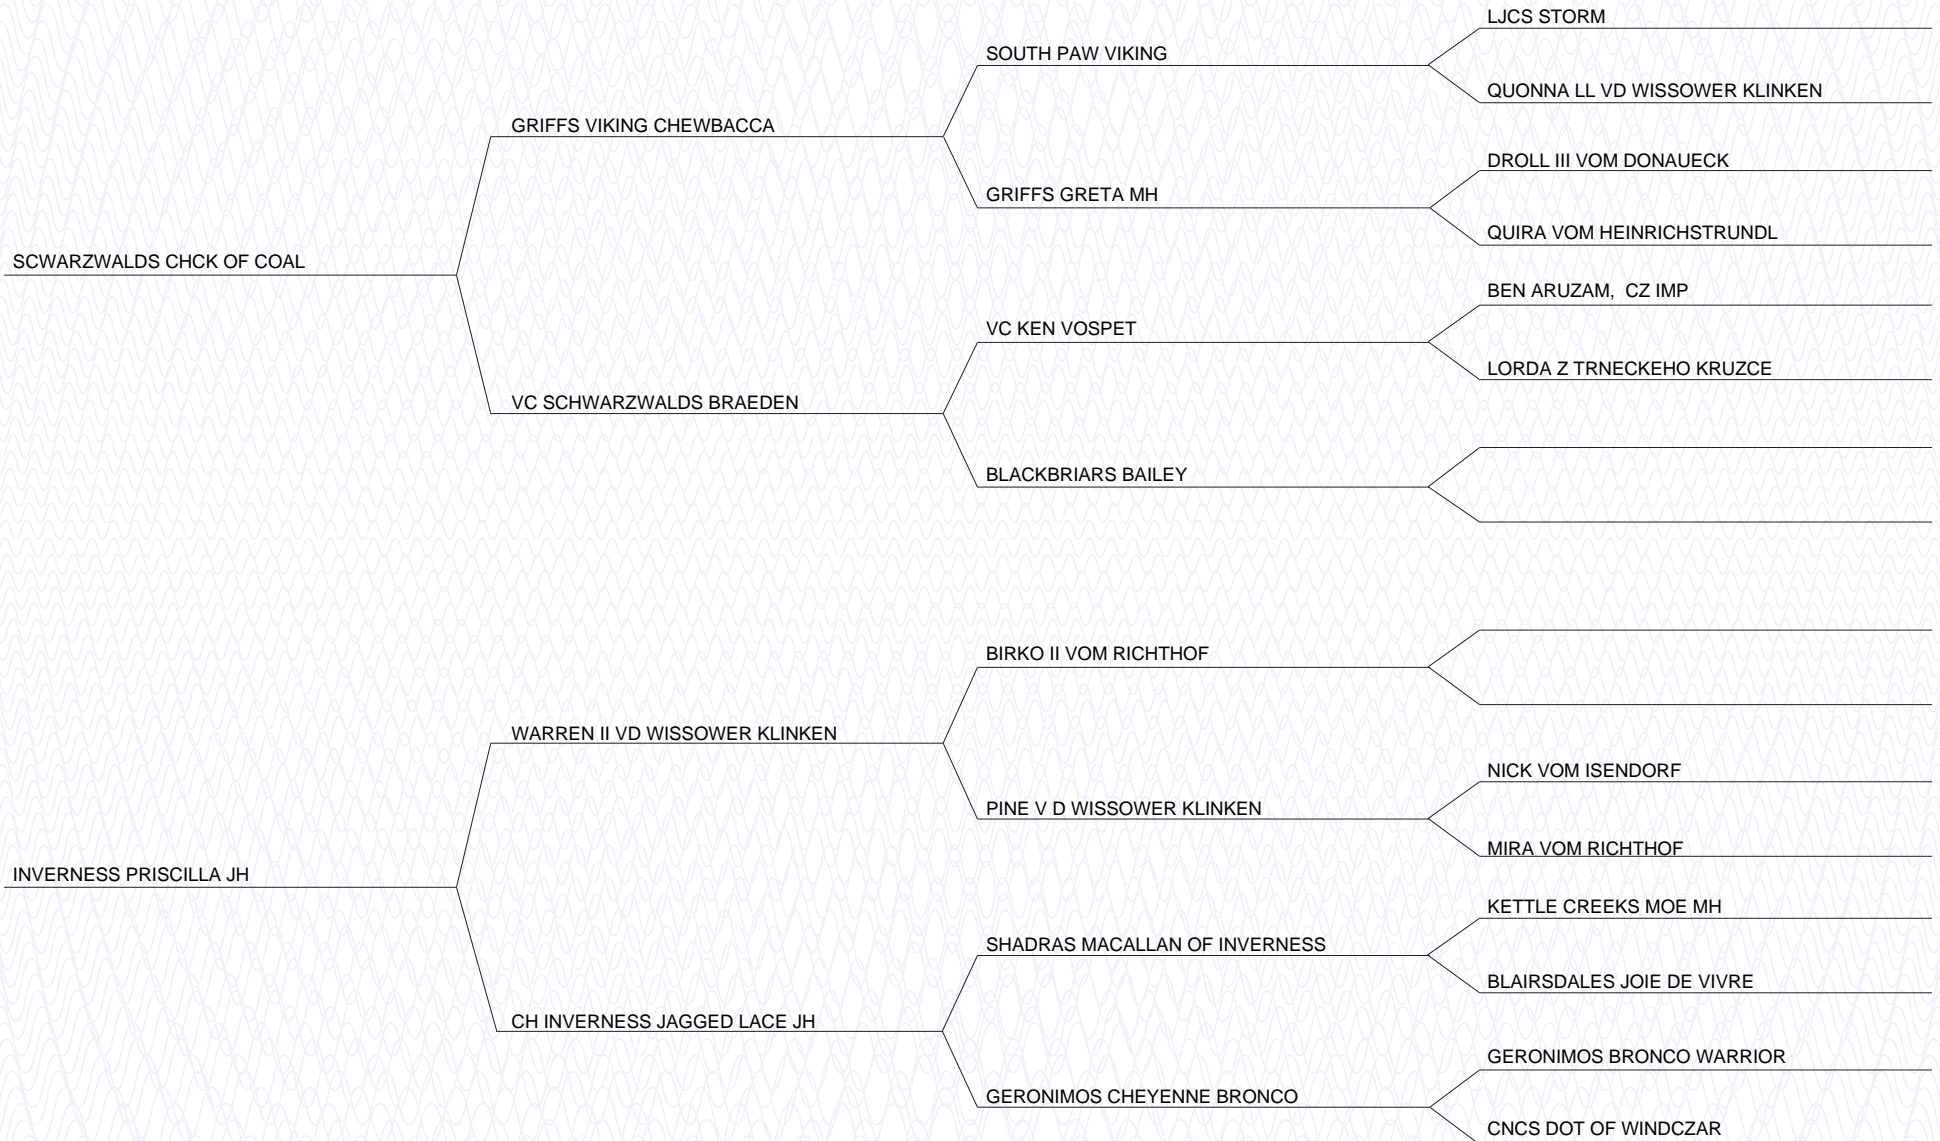 LJCS STORM
SOUTH PAW VIKING
QUONNA LL VD WISSOWER KLINKEN
GRIFFS VIKING CHEWBACCA
DROLL III VOM DONAUECK
GRIFFS GRETA MH
QUIRA VOM HEINRICHSTRUNDL
SCWARZWALDS CHCK OF COAL
BEN ARUZAM,  CZ IMP
VC KEN VOSPET
LORDA Z TRNECKEHO KRUZCE
VC SCHWARZWALDS BRAEDEN
BLACKBRIARS BAILEY
BIRKO II VOM RICHTHOF
WARREN II VD WISSOWER KLINKEN
NICK VOM ISENDORF
PINE V D WISSOWER KLINKEN
MIRA VOM RICHTHOF
INVERNESS PRISCILLA JH
KETTLE CREEKS MOE MH
SHADRAS MACALLAN OF INVERNESS
BLAIRSDALES JOIE DE VIVRE
CH INVERNESS JAGGED LACE JH
GERONIMOS BRONCO WARRIOR
GERONIMOS CHEYENNE BRONCO
CNCS DOT OF WINDCZAR